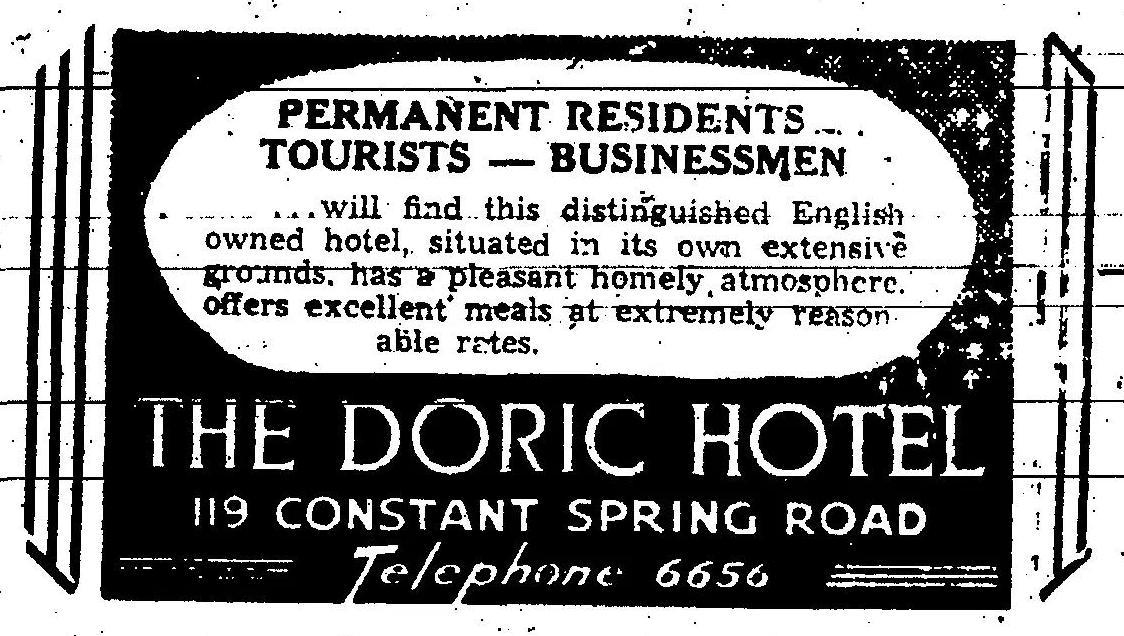 PERMANENT RESIDENTS ...
TOURISTS — BUSINESSMEN
...will find this distinguished English
owned hotel, situated in its own extensive
grounds, has a pleasant homely atmosphere,
offers excellent meals at extremely reason
able rates.
THE DORIC HOTEL
119 CONSTANT SPRING ROAD
Telephone 6656